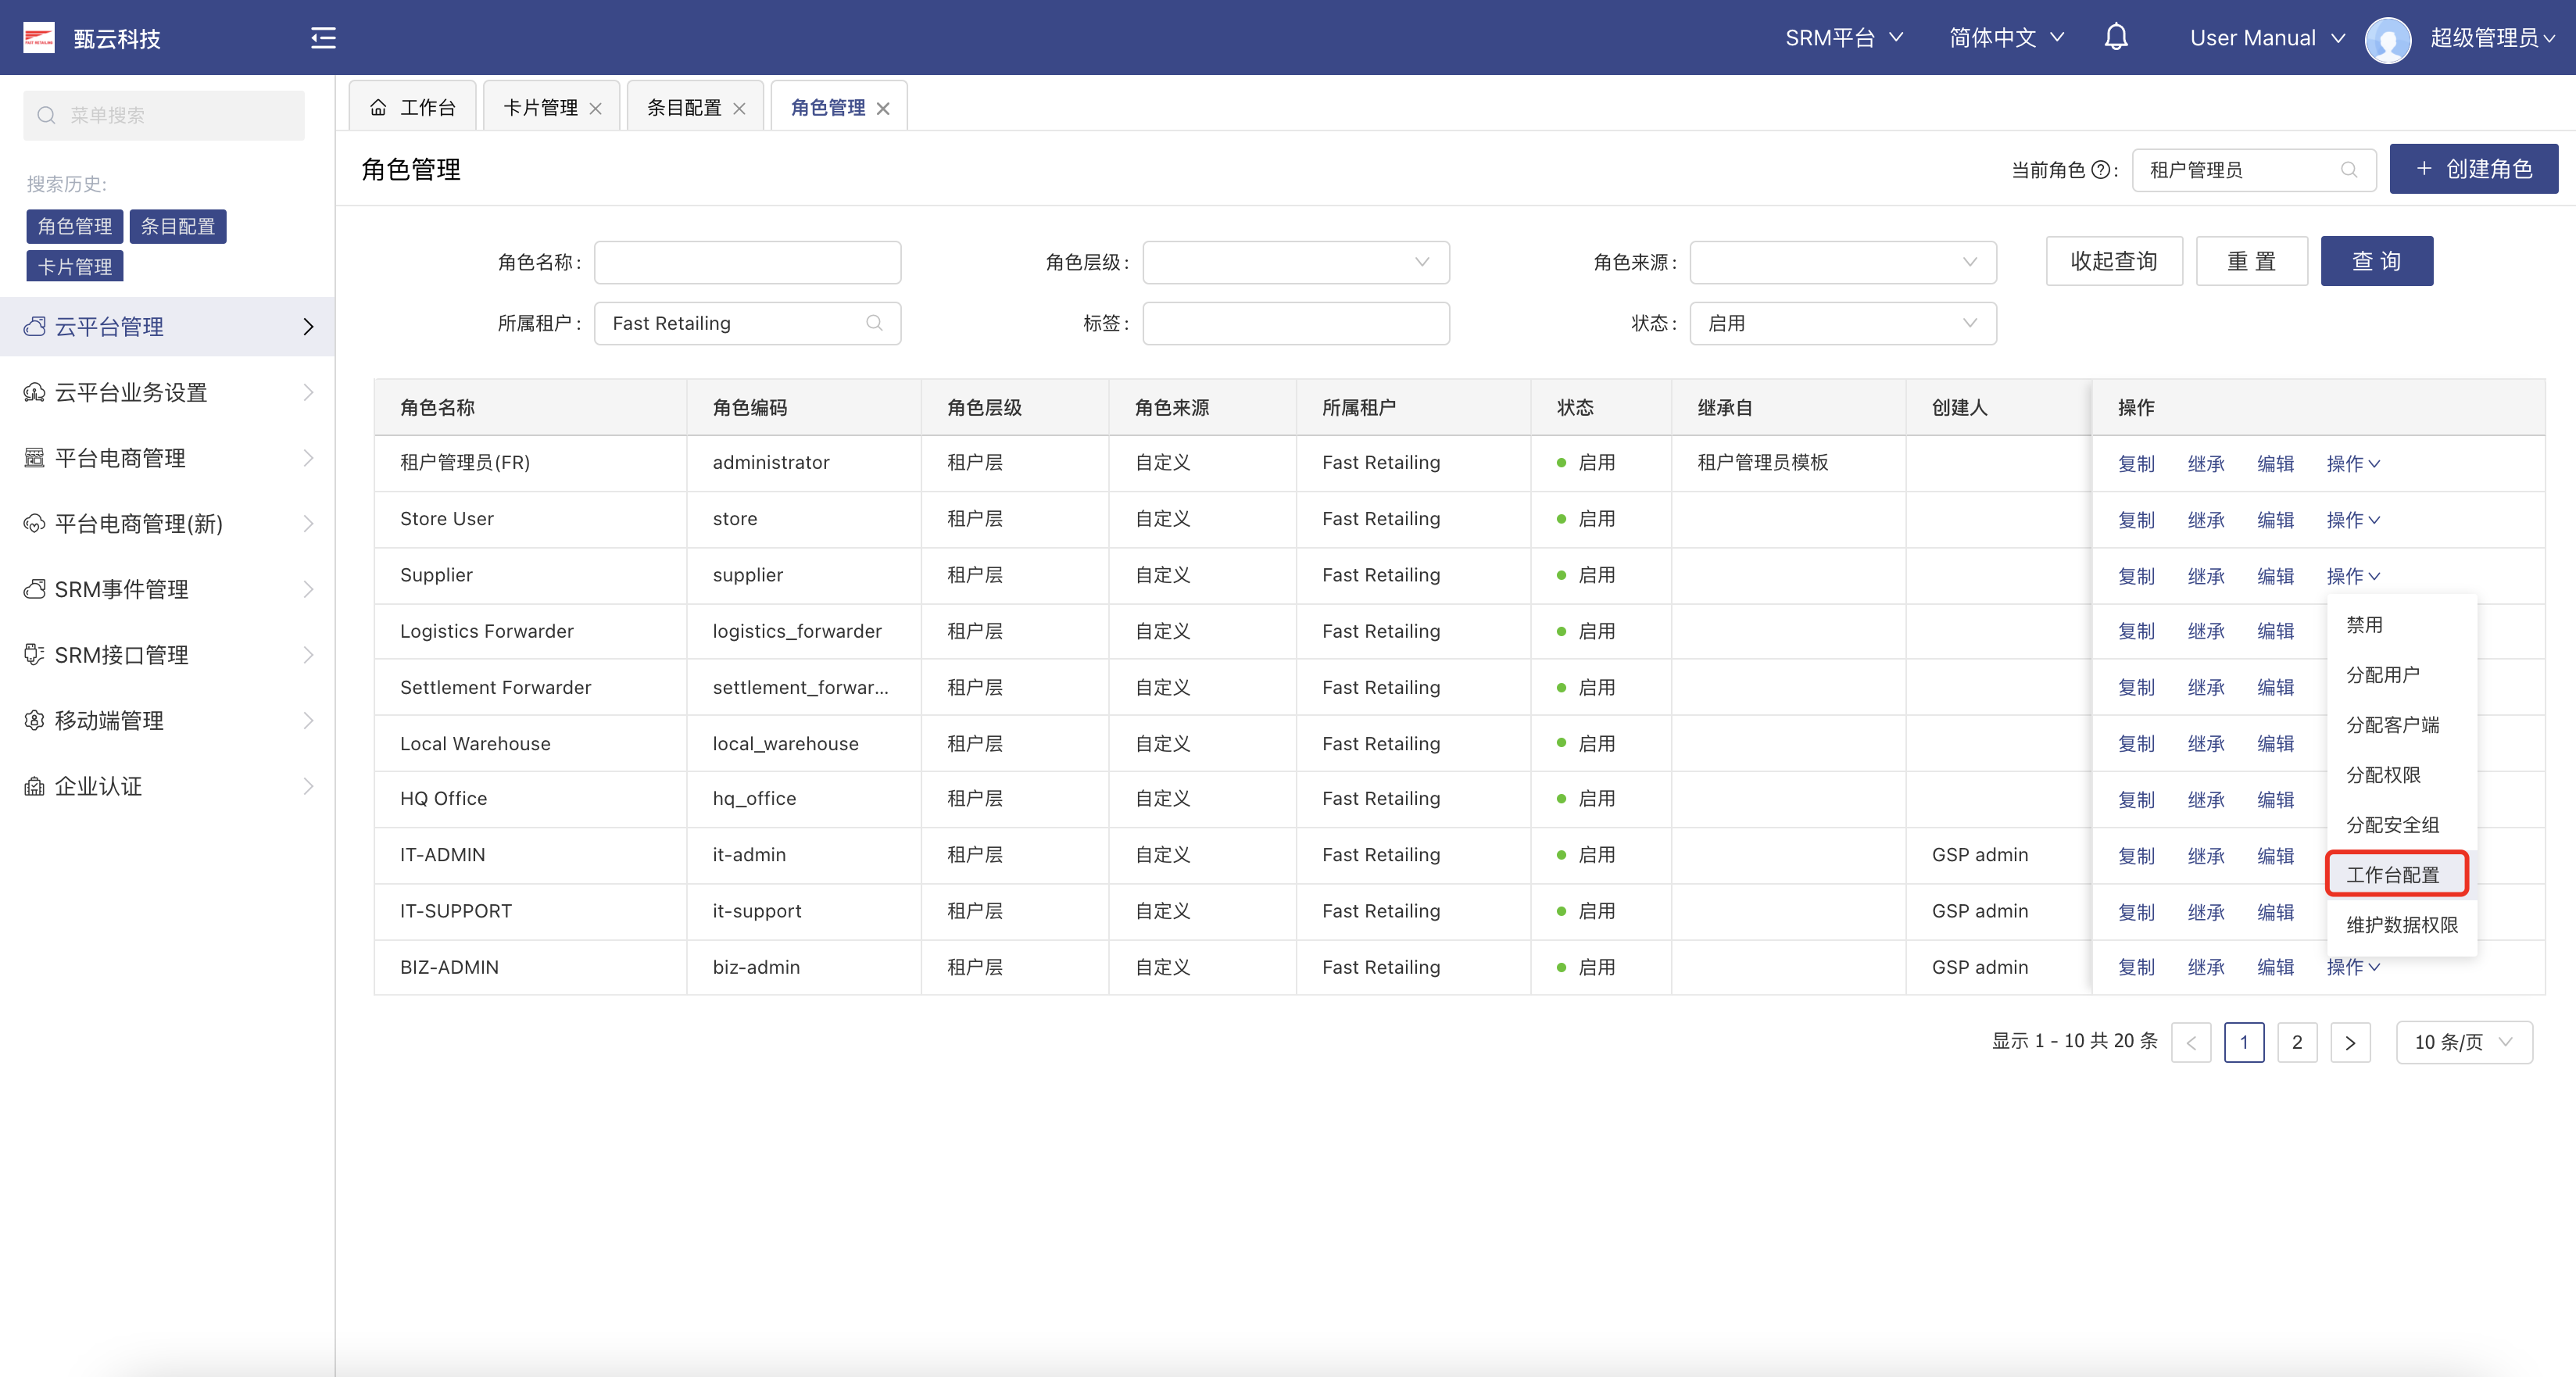 甄云科技
SRM平台
简体中文
User Manual
超级管理员
菜单搜索
搜索历史:
角色管理 条目配置
卡片管理
云平台管理
云平台业务设置
平台电商管理
平台电商管理(新)
SRM事件管理
SRM接口管理
移动端管理
企业认证
工作台 卡片管理 条目配置 角色管理
角色管理
当前角色 : 租户管理员
创建角色
角色名称 : 角色层级 : 角色来源 : 收起查询 重置 查询
所属租户 : Fast Retailing 标签 : 状态 : 启用
角色名称 角色编码 角色层级 角色来源 所属租户 状态 继承自 创建人 操作
租户管理员(FR) administrator 租户层 自定义 Fast Retailing 启用 租户管理员模板 复制 继承 编辑 操作
Store User store 租户层 自定义 Fast Retailing 启用 复制 继承 编辑 操作
Supplier supplier 租户层 自定义 Fast Retailing 启用 复制 继承 编辑 操作
Logistics Forwarder logistics_forwarder 租户层 自定义 Fast Retailing 启用 复制 继承 编辑
Settlement Forwarder settlement_forwar... 租户层 自定义 Fast Retailing 启用 复制 继承 编辑
Local Warehouse local_warehouse 租户层 自定义 Fast Retailing 启用 复制 继承 编辑
HQ Office hq_office 租户层 自定义 Fast Retailing 启用 复制 继承 编辑
IT-ADMIN it-admin 租户层 自定义 Fast Retailing 启用 GSP admin 复制 继承 编辑
IT-SUPPORT it-support 租户层 自定义 Fast Retailing 启用 GSP admin 复制 继承 编辑
BIZ-ADMIN biz-admin 租户层 自定义 Fast Retailing 启用 GSP admin 复制 继承 编辑 操作
禁用
分配用户
分配客户端
分配权限
分配安全组
工作台配置
维护数据权限
显示 1 - 10 共 20 条 < 1 2 > 10 条/页